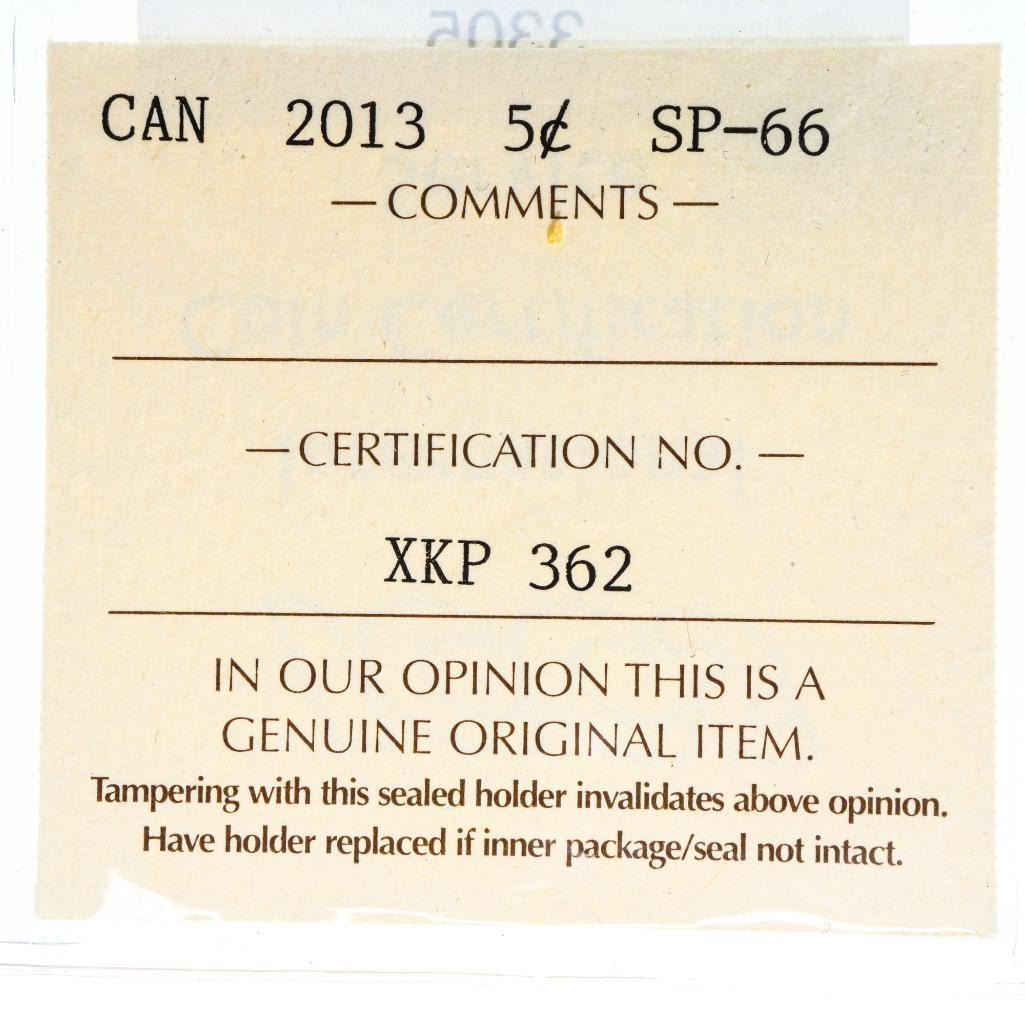 CAN 2013 5¢ SP-66
— COMMENTS —
— CERTIFICATION NO. —
XKP 362
IN OUR OPINION THIS IS A
GENUINE ORIGINAL ITEM.
Tampering with this sealed holder invalidates above opinion.
Have holder replaced if inner package/seal not intact.